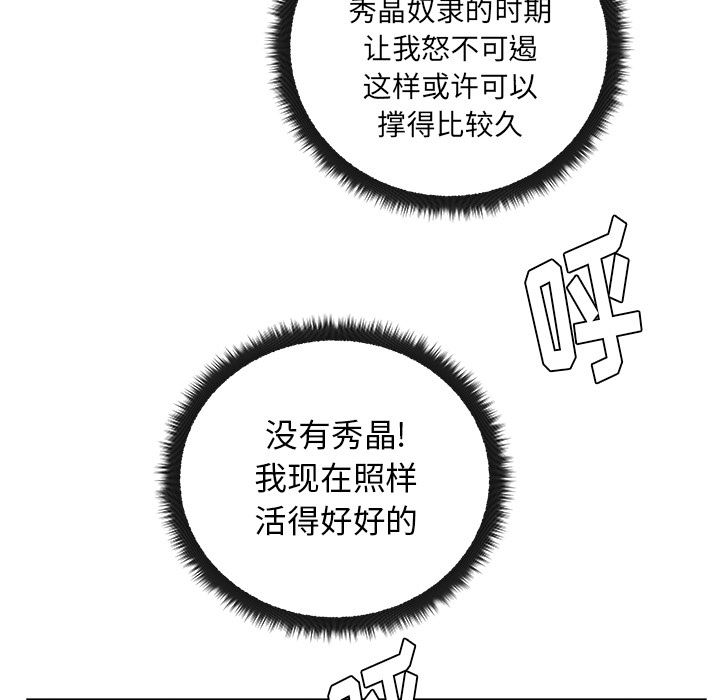 秀晶奴隶的时期
让我怒不可遏
这样或许可以
撑得比较久
呼
没有秀晶!
我现在照样
活得好好的